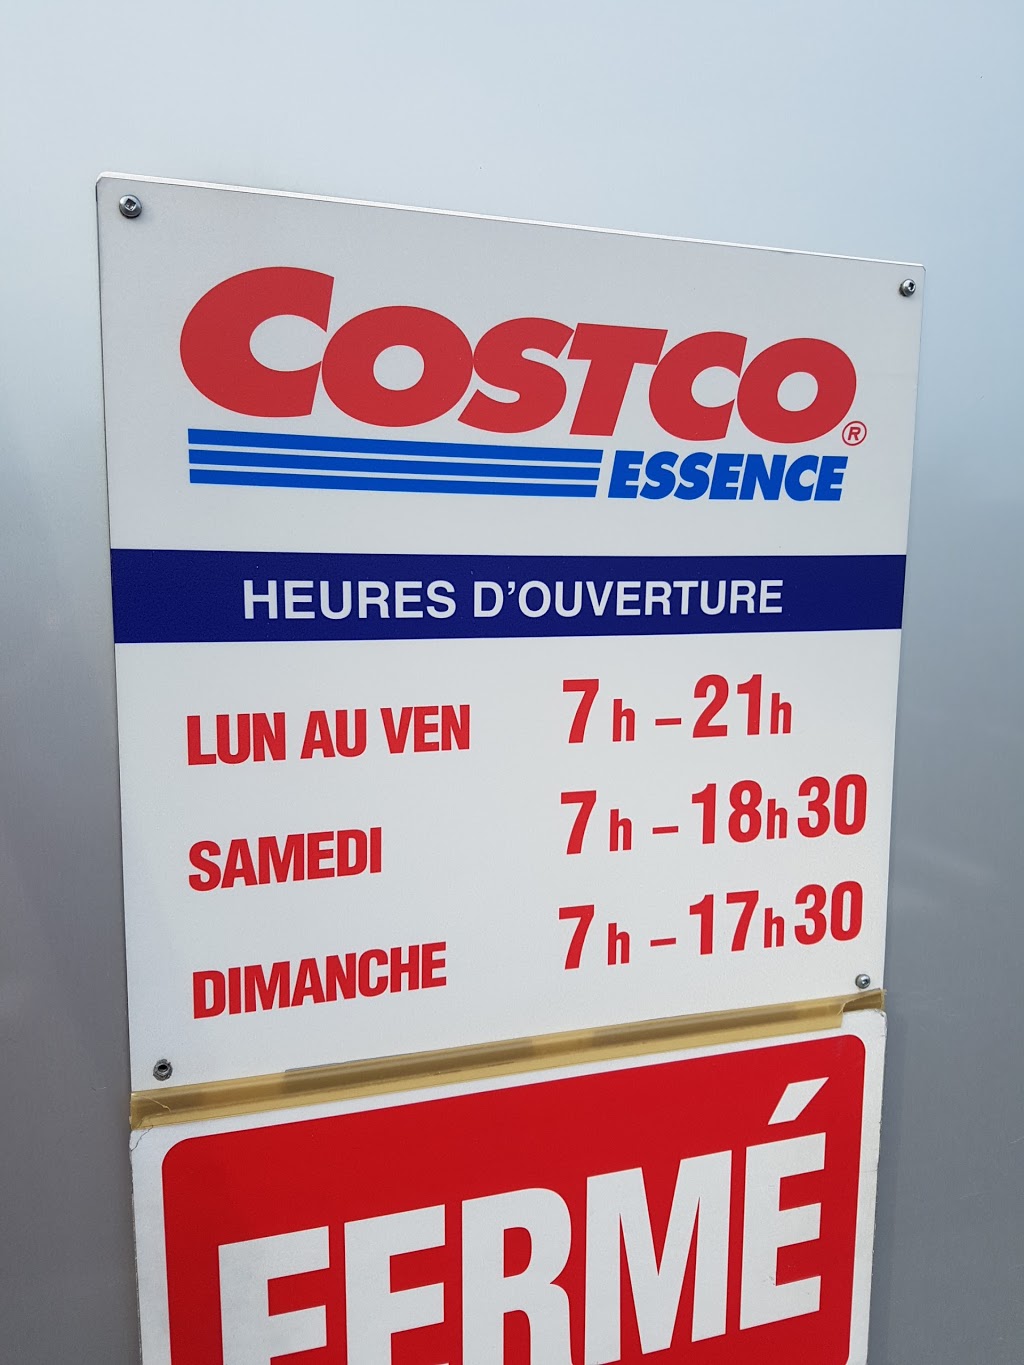 COSTCO®
ESSENCE
HEURES D'OUVERTURE
LUN AU VEN 7h – 21h
SAMEDI 7h – 18h30
DIMANCHE 7h – 17h30
FERMÉ